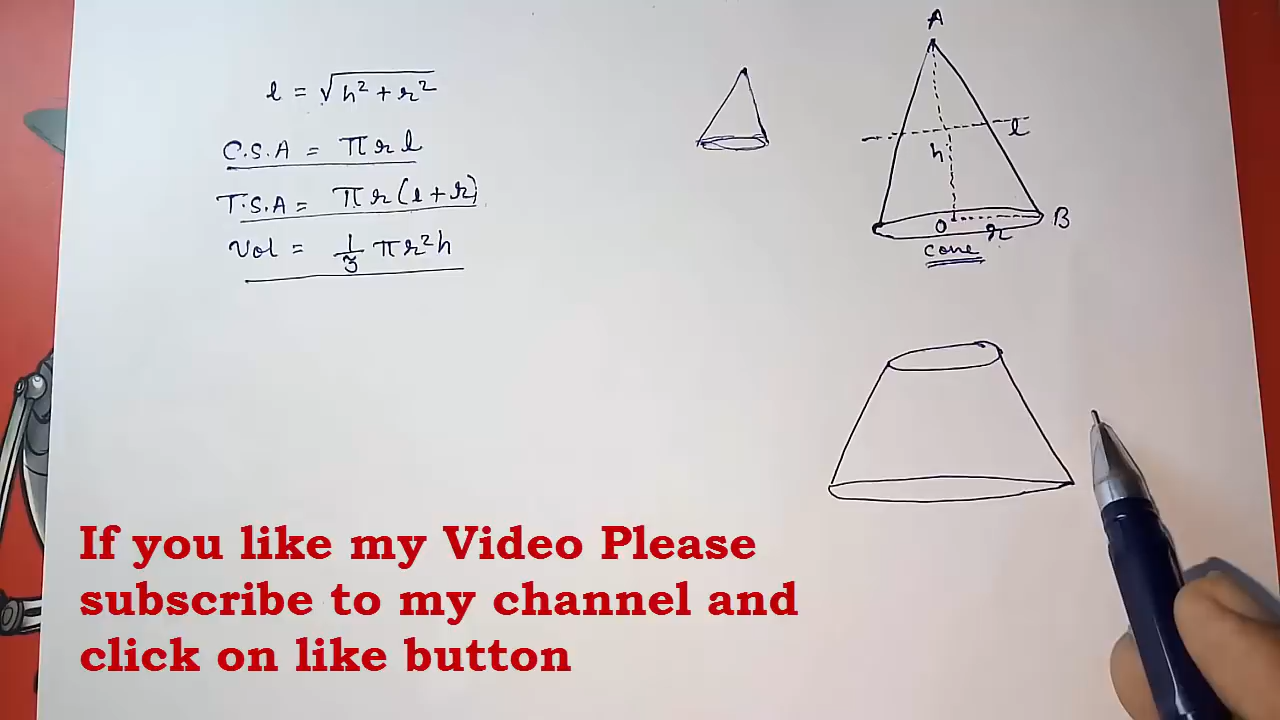 l = √h² + r²
C.S.A = πrl
T.S.A = πr(l + r)
Vol = 1/3 πr²h
A
l
h
O
r
B
Cone
If you like my Video Please
subscribe to my channel and
click on like button